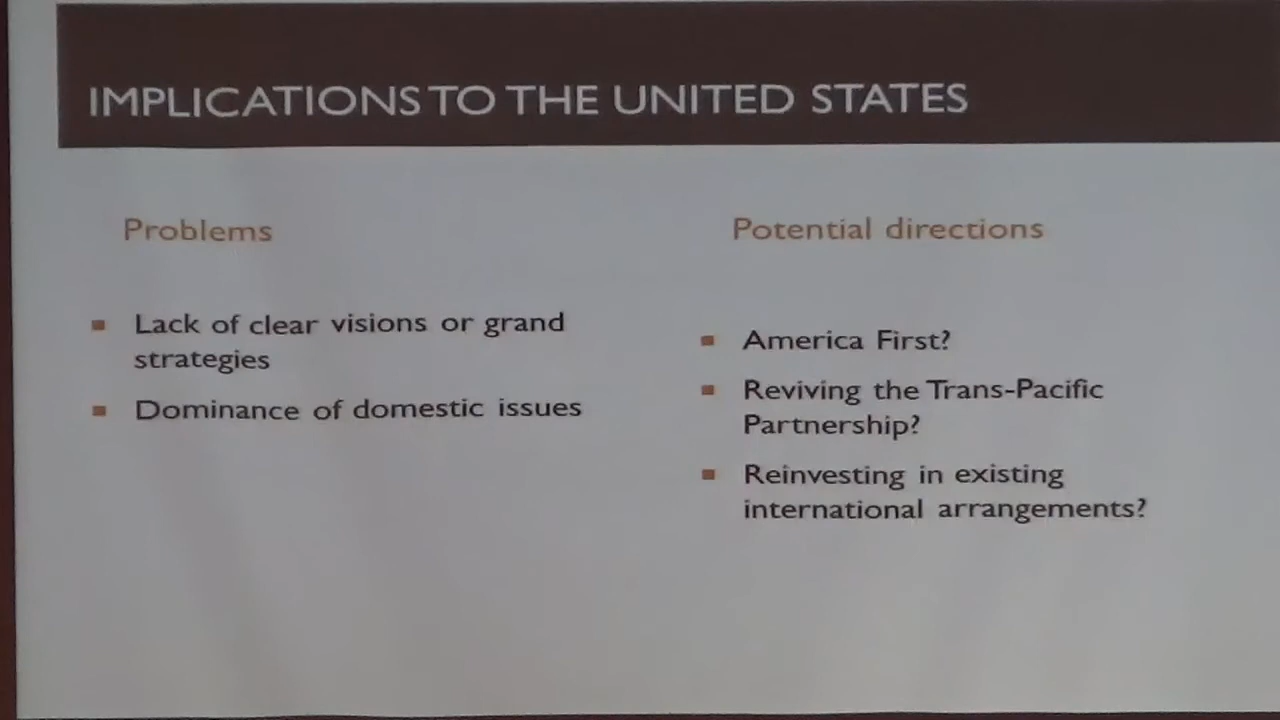 IMPLICATIONS TO THE UNITED STATES
Problems
Lack of clear visions or grand
strategies
Dominance of domestic issues
Potential directions
America First?
Reviving the Trans-Pacific
Partnership?
Reinvesting in existing
international arrangements?